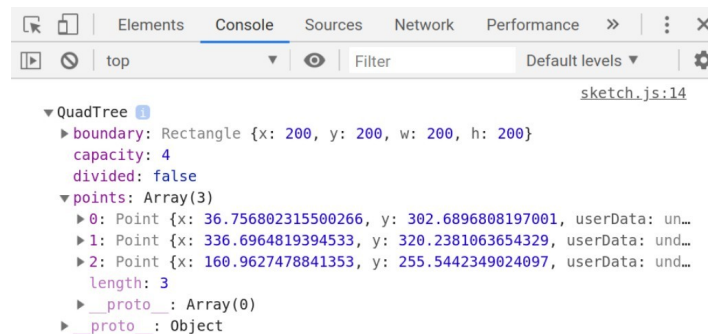 Elements Console Sources Network Performance »
top Filter Default levels
sketch.js:14
QuadTree i
boundary: Rectangle {x: 200, y: 200, w: 200, h: 200}
capacity: 4
divided: false
points: Array(3)
0: Point {x: 36.756802315500266, y: 302.6896808197001, userData: un…
1: Point {x: 336.6964819394533, y: 320.2381063654329, userData: und…
2: Point {x: 160.9627478841353, y: 255.5442349024097, userData: und…
length: 3
__proto__: Array(0)
__proto__: Object